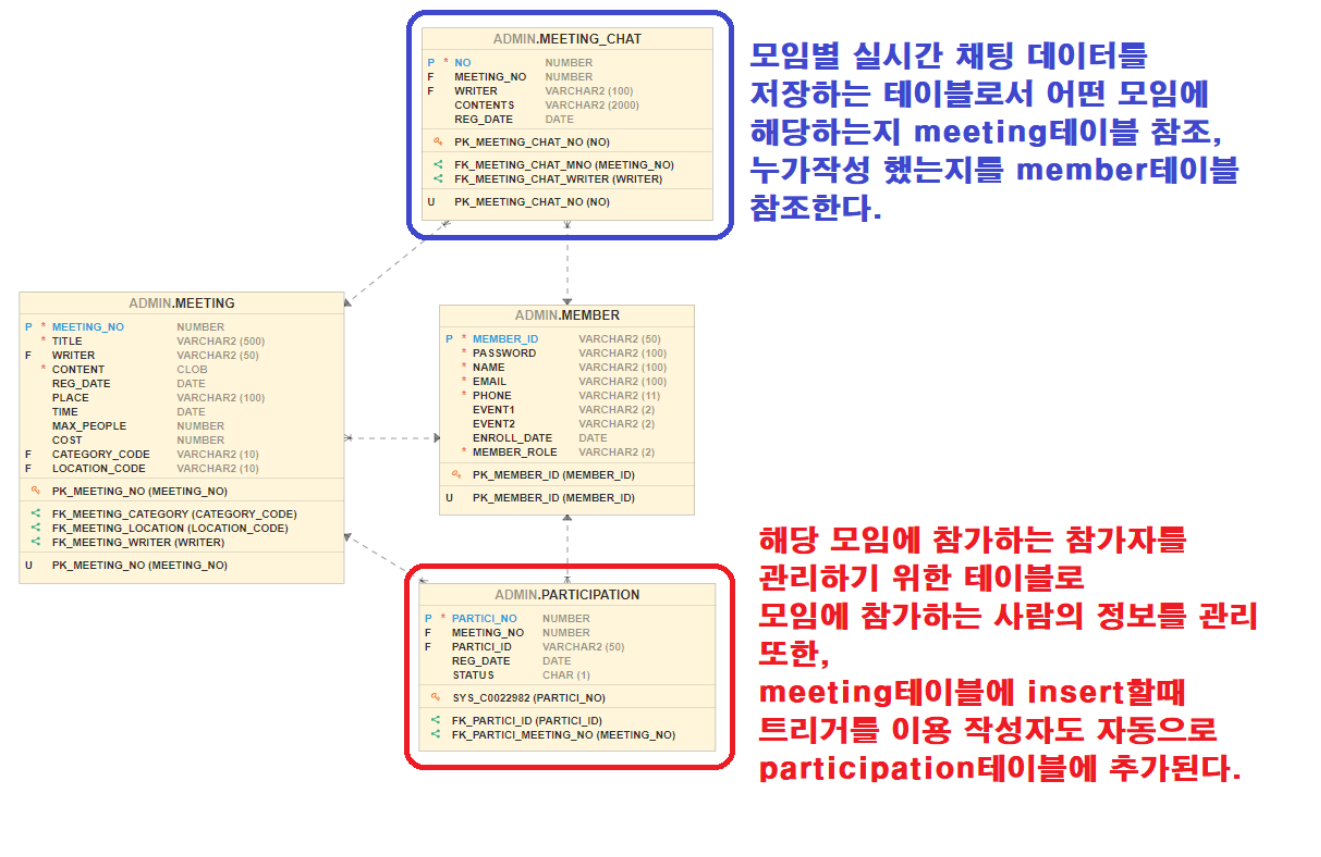 ADMIN.MEETING_CHAT
P * NO NUMBER
F MEETING_NO NUMBER
F WRITER VARCHAR2 (100)
CONTENTS VARCHAR2 (2000)
REG_DATE DATE
PK_MEETING_CHAT_NO (NO)
FK_MEETING_CHAT_MNO (MEETING_NO)
FK_MEETING_CHAT_WRITER (WRITER)
U PK_MEETING_CHAT_NO (NO)
모임별 실시간 채팅 데이터를
저장하는 테이블로서 어떤 모임에
해당하는지 meeting테이블 참조,
누가작성 했는지를 member테이블
참조한다.
ADMIN.MEETING
P * MEETING_NO NUMBER
* TITLE VARCHAR2 (500)
F WRITER VARCHAR2 (50)
* CONTENT CLOB
REG_DATE DATE
PLACE VARCHAR2 (100)
TIME DATE
MAX_PEOPLE NUMBER
COST NUMBER
F CATEGORY_CODE VARCHAR2 (10)
F LOCATION_CODE VARCHAR2 (10)
PK_MEETING_NO (MEETING_NO)
FK_MEETING_CATEGORY (CATEGORY_CODE)
FK_MEETING_LOCATION (LOCATION_CODE)
FK_MEETING_WRITER (WRITER)
U PK_MEETING_NO (MEETING_NO)
ADMIN.MEMBER
P * MEMBER_ID VARCHAR2 (50)
* PASSWORD VARCHAR2 (100)
* NAME VARCHAR2 (100)
* EMAIL VARCHAR2 (100)
* PHONE VARCHAR2 (11)
EVENT1 VARCHAR2 (2)
EVENT2 VARCHAR2 (2)
ENROLL_DATE DATE
* MEMBER_ROLE VARCHAR2 (2)
PK_MEMBER_ID (MEMBER_ID)
U PK_MEMBER_ID (MEMBER_ID)
ADMIN.PARTICIPATION
P * PARTICI_NO NUMBER
F MEETING_NO NUMBER
F PARTICI_ID VARCHAR2 (50)
REG_DATE DATE
STATUS CHAR (1)
SYS_C0022982 (PARTICI_NO)
FK_PARTICI_ID (PARTICI_ID)
FK_PARTICI_MEETING_NO (MEETING_NO)
해당 모임에 참가하는 참가자를
관리하기 위한 테이블로
모임에 참가하는 사람의 정보를 관리
또한,
meeting테이블에 insert할때
트리거를 이용 작성자도 자동으로
participation테이블에 추가된다.